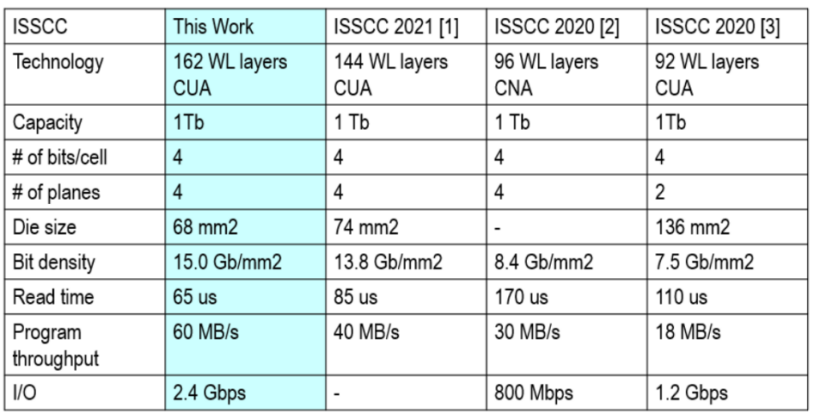 ISSCC This Work ISSCC 2021 [1] ISSCC 2020 [2] ISSCC 2020 [3]
Technology 162 WL layers 144 WL layers 96 WL layers 92 WL layers
CUA CUA CNA CUA
Capacity 1Tb 1 Tb 1 Tb 1Tb
# of bits/cell 4 4 4 4
# of planes 4 4 4 2
Die size 68 mm2 74 mm2 - 136 mm2
Bit density 15.0 Gb/mm2 13.8 Gb/mm2 8.4 Gb/mm2 7.5 Gb/mm2
Read time 65 us 85 us 170 us 110 us
Program 60 MB/s 40 MB/s 30 MB/s 18 MB/s
throughput
I/O 2.4 Gbps - 800 Mbps 1.2 Gbps